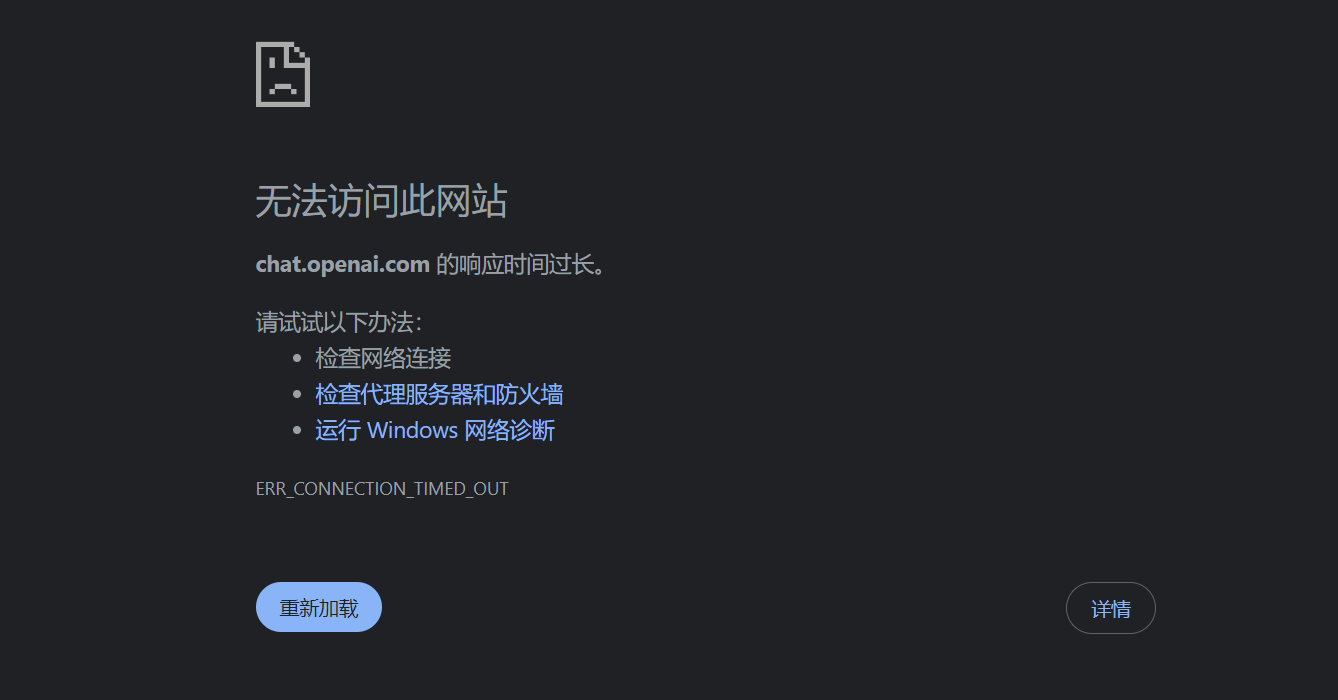 无法访问此网站
chat.openai.com 的响应时间过长。
请试试以下办法：
检查网络连接
检查代理服务器和防火墙
运行 Windows 网络诊断
ERR_CONNECTION_TIMED_OUT
重新加载
详情